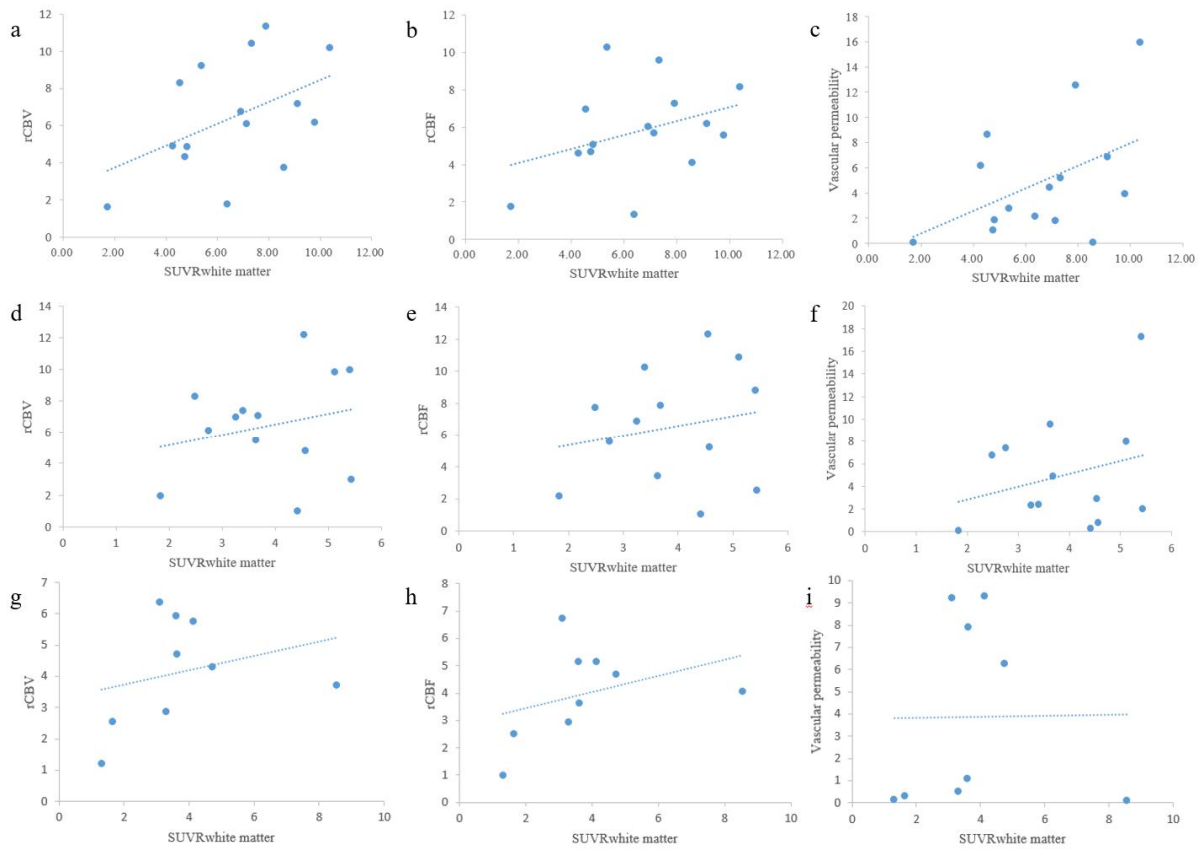 a
12
10
8
6
4
2
0
rCBV
0.00 2.00 4.00 6.00 8.00 10.00 12.00
SUVRwhite matter
b
12
10
8
6
4
2
0
rCBF
0.00 2.00 4.00 6.00 8.00 10.00 12.00
SUVRwhite matter
c
18
16
14
12
10
8
6
4
2
0
Vascular permeability
0.00 2.00 4.00 6.00 8.00 10.00 12.00
SUVRwhite matter
d
14
12
10
8
6
4
2
0
rCBV
0 1 2 3 4 5 6
SUVRwhite matter
e
14
12
10
8
6
4
2
0
rCBF
0 1 2 3 4 5 6
SUVRwhite matter
f
20
18
16
14
12
10
8
6
4
2
0
Vascular permeability
0 1 2 3 4 5 6
SUVRwhite matter
g
7
6
5
4
3
2
1
0
rCBV
0 2 4 6 8 10
SUVRwhite matter
h
8
7
6
5
4
3
2
1
0
rCBF
0 2 4 6 8 10
SUVRwhite matter
i
10
9
8
7
6
5
4
3
2
1
0
Vascular permeability
0 2 4 6 8 10
SUVRwhite matter